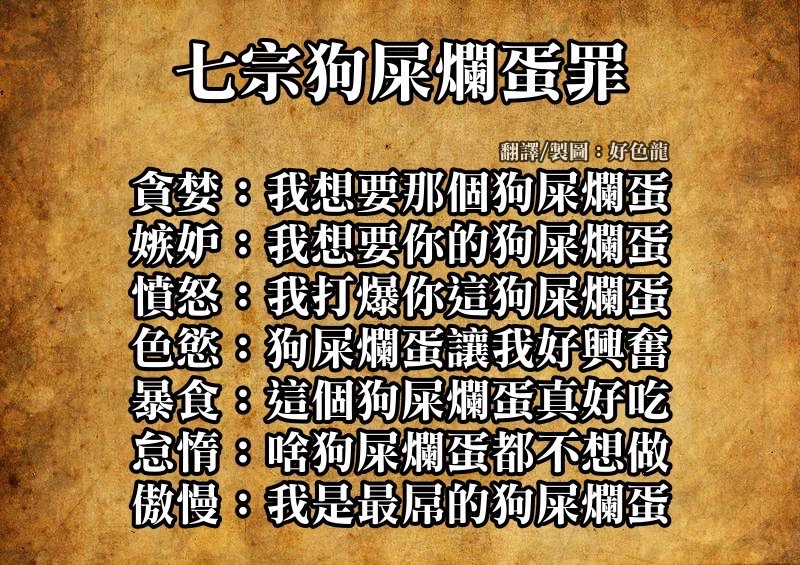 七宗狗屎爛蛋罪
翻譯/製圖：好色龍
貪婪：我想要那個狗屎爛蛋
嫉妒：我想要你的狗屎爛蛋
憤怒：我打爆你這狗屎爛蛋
色慾：狗屎爛蛋讓我好興奮
暴食：這個狗屎爛蛋真好吃
怠惰：啥狗屎爛蛋都不想做
傲慢：我是最屌的狗屎爛蛋